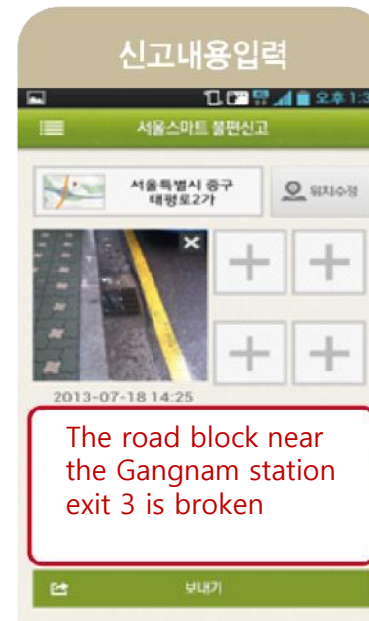 신고내용입력
오후 1:3
서울스마트 불편신고
서울특별시 중구
태평로2가
위치수정
2013-07-18 14:25
The road block near
the Gangnam station
exit 3 is broken
보내기